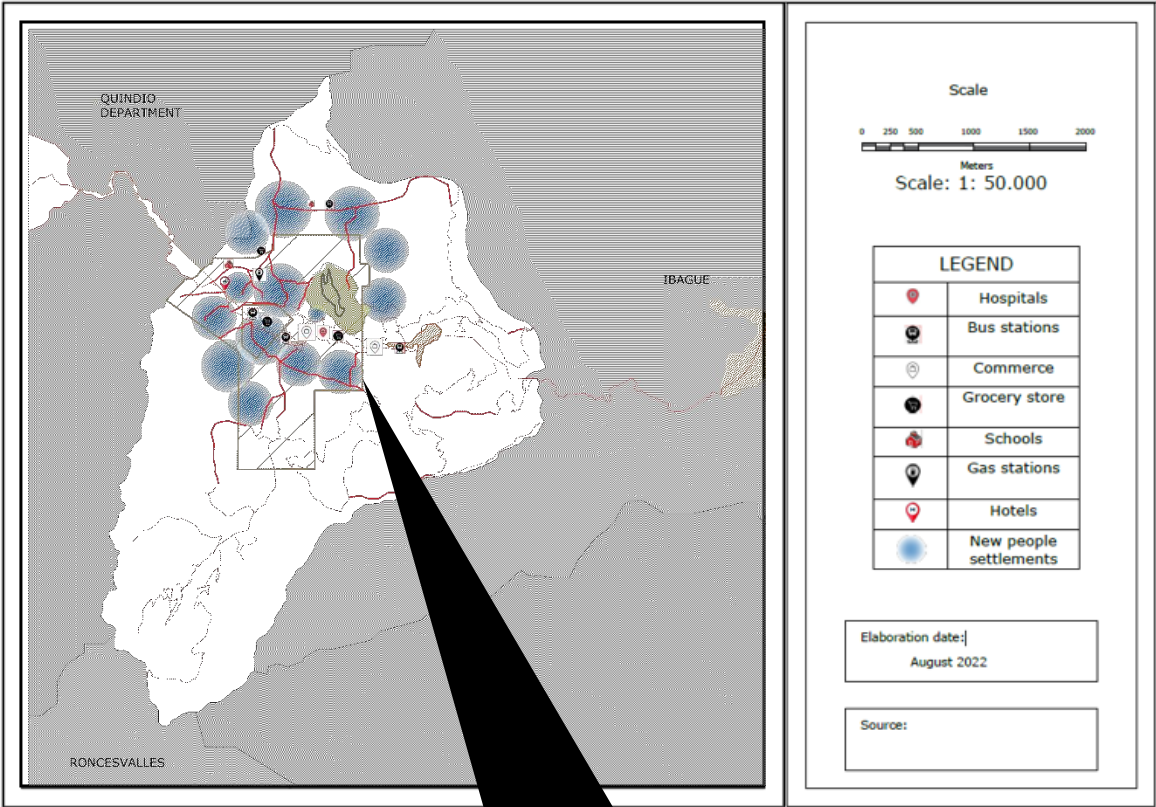 QUINDIO
DEPARTMENT
IBAGUE
RONCESVALLES
Scale
0 250 500 1000 1500 2000
Meters
Scale: 1: 50.000
LEGEND
Hospitals
Bus stations
Commerce
Grocery store
Schools
Gas stations
Hotels
New people
settlements
Elaboration date:
August 2022
Source: